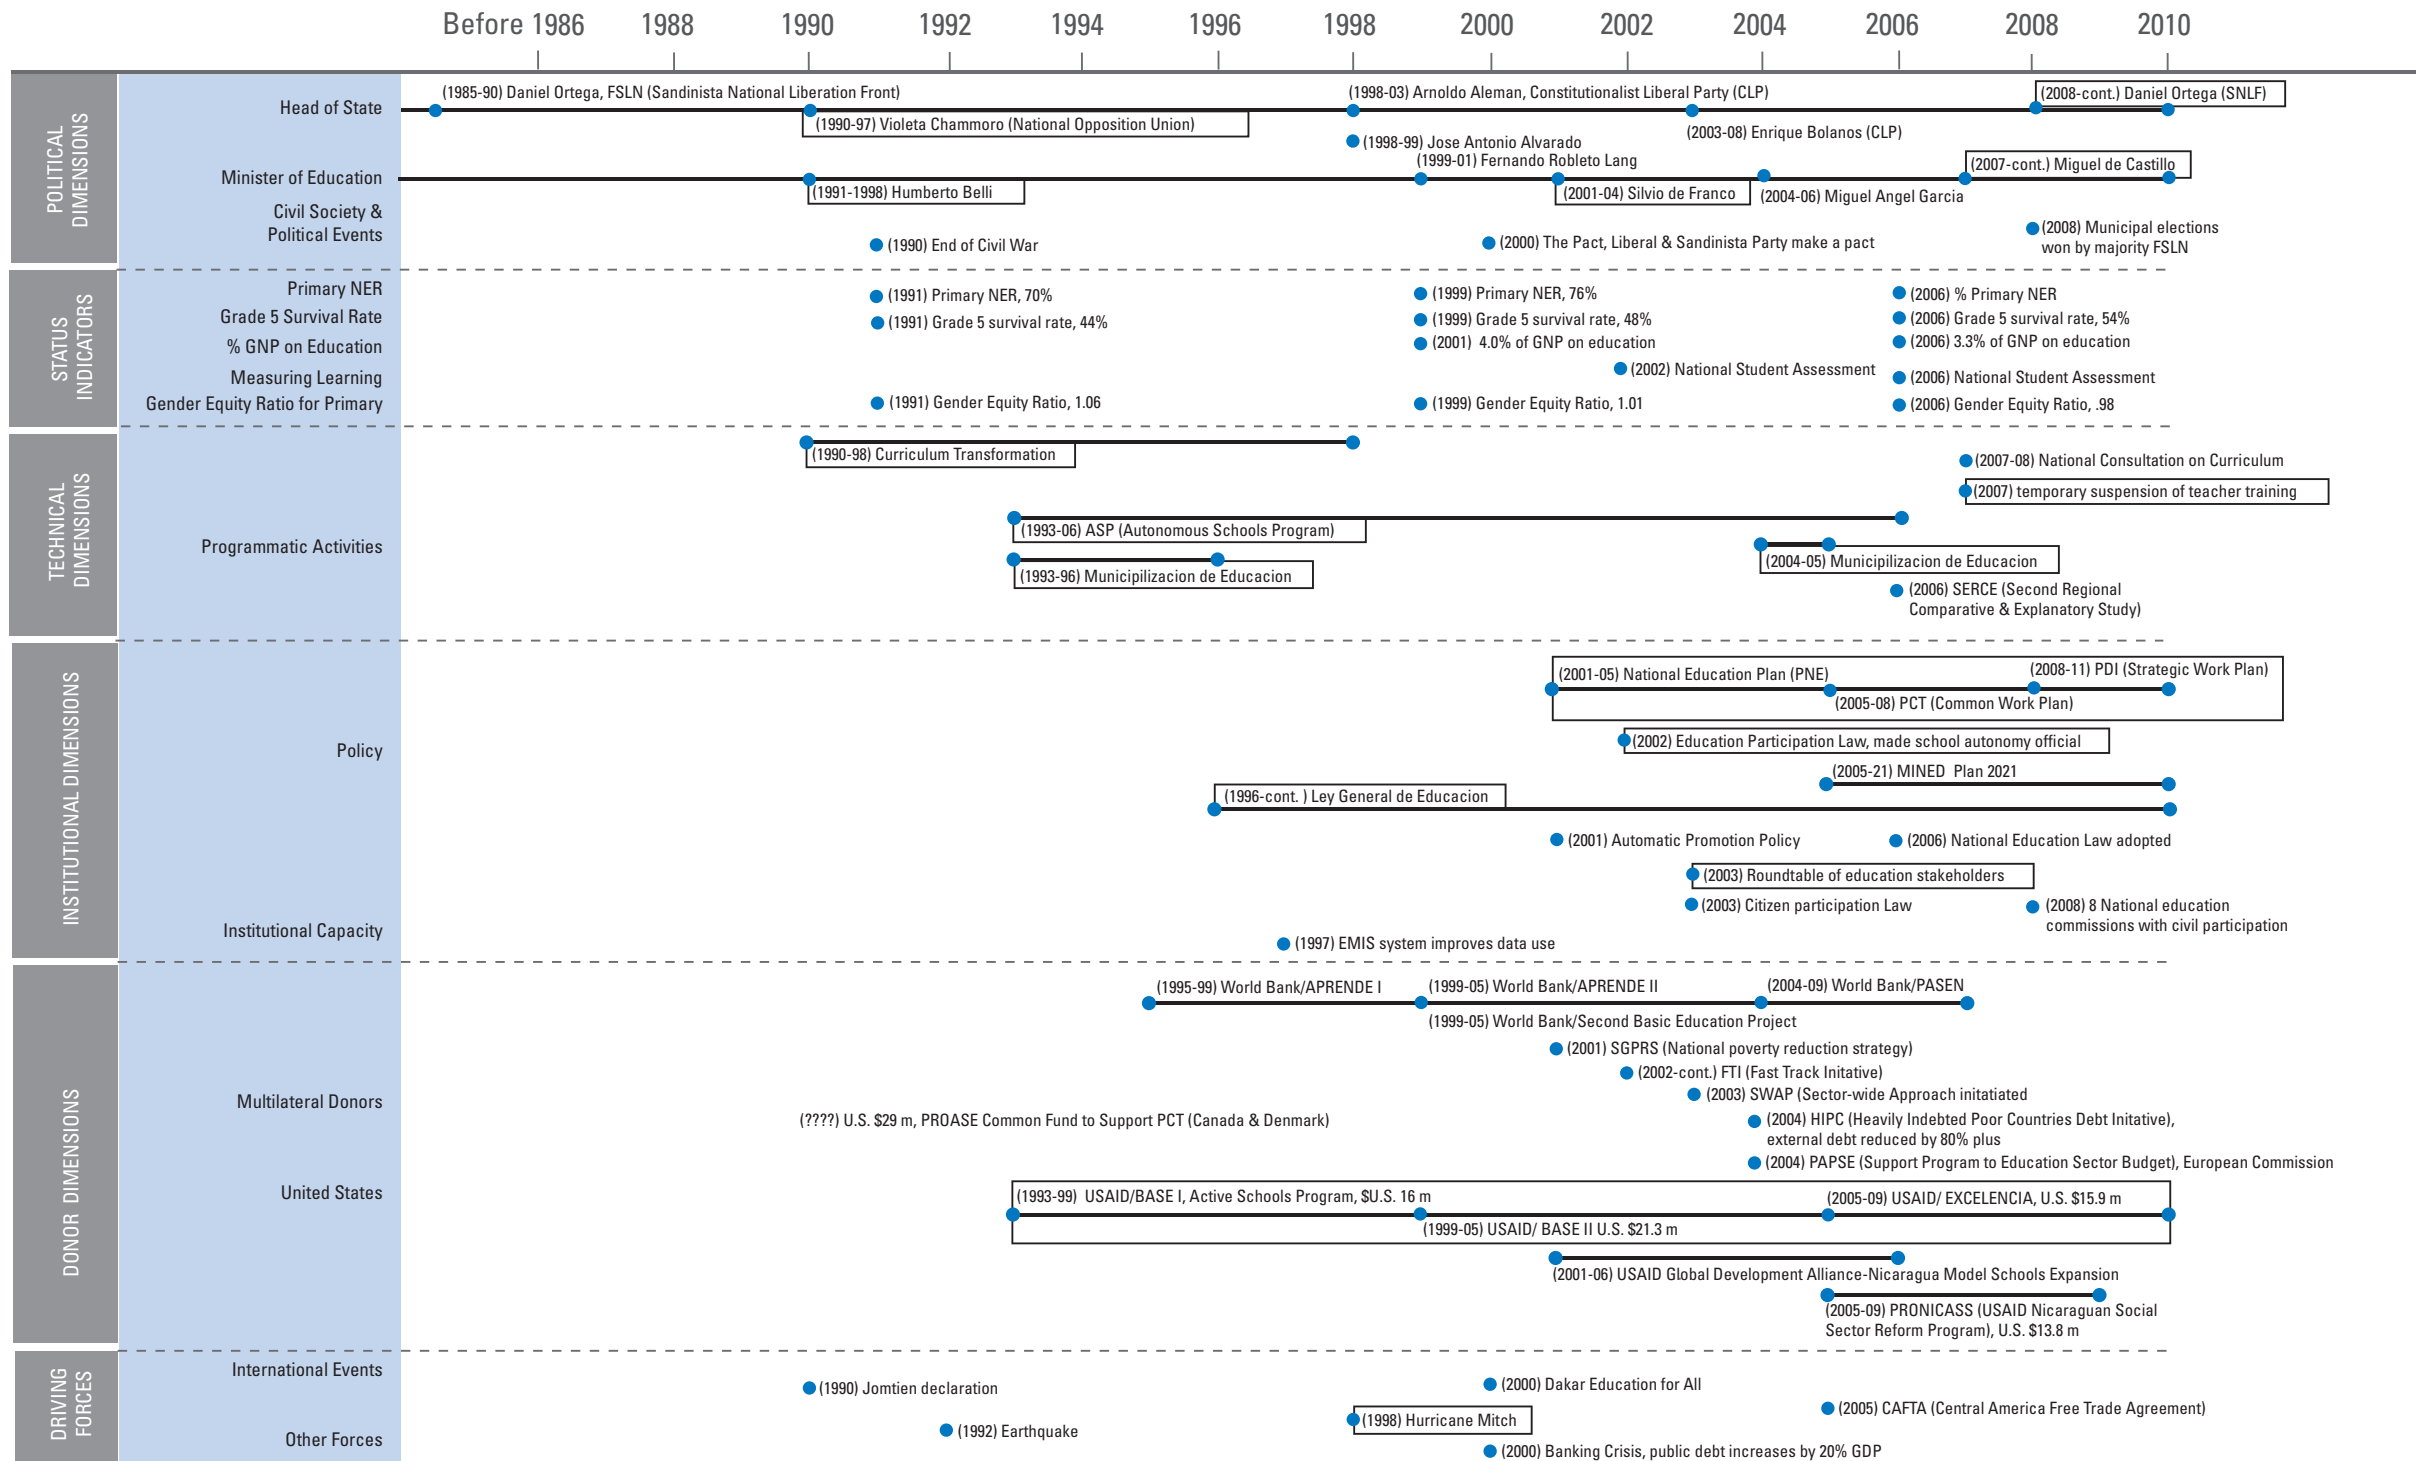 Before 1986 1988 1990 1992 1994 1996 1998 2000 2002 2004 2006 2008 2010
POLITICAL
DIMENSIONS
Head of State
(1985-90) Daniel Ortega, FSLN (Sandinista National Liberation Front)
(1998-03) Arnoldo Aleman, Constitutionalist Liberal Party (CLP)
(2008-cont.) Daniel Ortega (SNLF)
(1990-97) Violeta Chammoro (National Opposition Union)
(2003-08) Enrique Bolanos (CLP)
(1998-99) Jose Antonio Alvarado
(1999-01) Fernando Robleto Lang
(2007-cont.) Miguel de Castillo
Minister of Education
(1991-1998) Humberto Belli
(2001-04) Silvio de Franco
(2004-06) Miguel Angel Garcia
Civil Society &
Political Events
(1990) End of Civil War
(2000) The Pact, Liberal & Sandinista Party make a pact
(2008) Municipal elections
won by majority FSLN
STATUS
INDICATORS
Primary NER
(1991) Primary NER, 70%
(1999) Primary NER, 76%
(2006) % Primary NER
Grade 5 Survival Rate
(1991) Grade 5 survival rate, 44%
(1999) Grade 5 survival rate, 48%
(2006) Grade 5 survival rate, 54%
% GNP on Education
(2001) 4.0% of GNP on education
(2006) 3.3% of GNP on education
Measuring Learning
(2002) National Student Assessment
(2006) National Student Assessment
Gender Equity Ratio for Primary
(1991) Gender Equity Ratio, 1.06
(1999) Gender Equity Ratio, 1.01
(2006) Gender Equity Ratio, .98
TECHNICAL
DIMENSIONS
Programmatic Activities
(1990-98) Curriculum Transformation
(2007-08) National Consultation on Curriculum
(2007) temporary suspension of teacher training
(1993-06) ASP (Autonomous Schools Program)
(2004-05) Municipilizacion de Educacion
(1993-96) Municipilizacion de Educacion
(2006) SERCE (Second Regional
Comparative & Explanatory Study)
INSTITUTIONAL DIMENSIONS
Policy
(2001-05) National Education Plan (PNE)
(2008-11) PDI (Strategic Work Plan)
(2005-08) PCT (Common Work Plan)
(2002) Education Participation Law, made school autonomy official
(2005-21) MINED Plan 2021
(1996-cont. ) Ley General de Educacion
(2001) Automatic Promotion Policy
(2006) National Education Law adopted
(2003) Roundtable of education stakeholders
(2003) Citizen participation Law
(2008) 8 National education
commissions with civil participation
Institutional Capacity
(1997) EMIS system improves data use
DONOR DIMENSIONS
Multilateral Donors
(1995-99) World Bank/APRENDE I
(1999-05) World Bank/APRENDE II
(2004-09) World Bank/PASEN
(1999-05) World Bank/Second Basic Education Project
(2001) SGPRS (National poverty reduction strategy)
(2002-cont.) FTI (Fast Track Initative)
(2003) SWAP (Sector-wide Approach initatiated
(????) U.S. $29 m, PROASE Common Fund to Support PCT (Canada & Denmark)
(2004) HIPC (Heavily Indebted Poor Countries Debt Initative),
external debt reduced by 80% plus
(2004) PAPSE (Support Program to Education Sector Budget), European Commission
United States
(1993-99) USAID/BASE I, Active Schools Program, $U.S. 16 m
(2005-09) USAID/ EXCELENCIA, U.S. $15.9 m
(1999-05) USAID/ BASE II U.S. $21.3 m
(2001-06) USAID Global Development Alliance-Nicaragua Model Schools Expansion
(2005-09) PRONICASS (USAID Nicaraguan Social
Sector Reform Program), U.S. $13.8 m
DRIVING
FORCES
International Events
(1990) Jomtien declaration
(2000) Dakar Education for All
(2005) CAFTA (Central America Free Trade Agreement)
Other Forces
(1992) Earthquake
(1998) Hurricane Mitch
(2000) Banking Crisis, public debt increases by 20% GDP